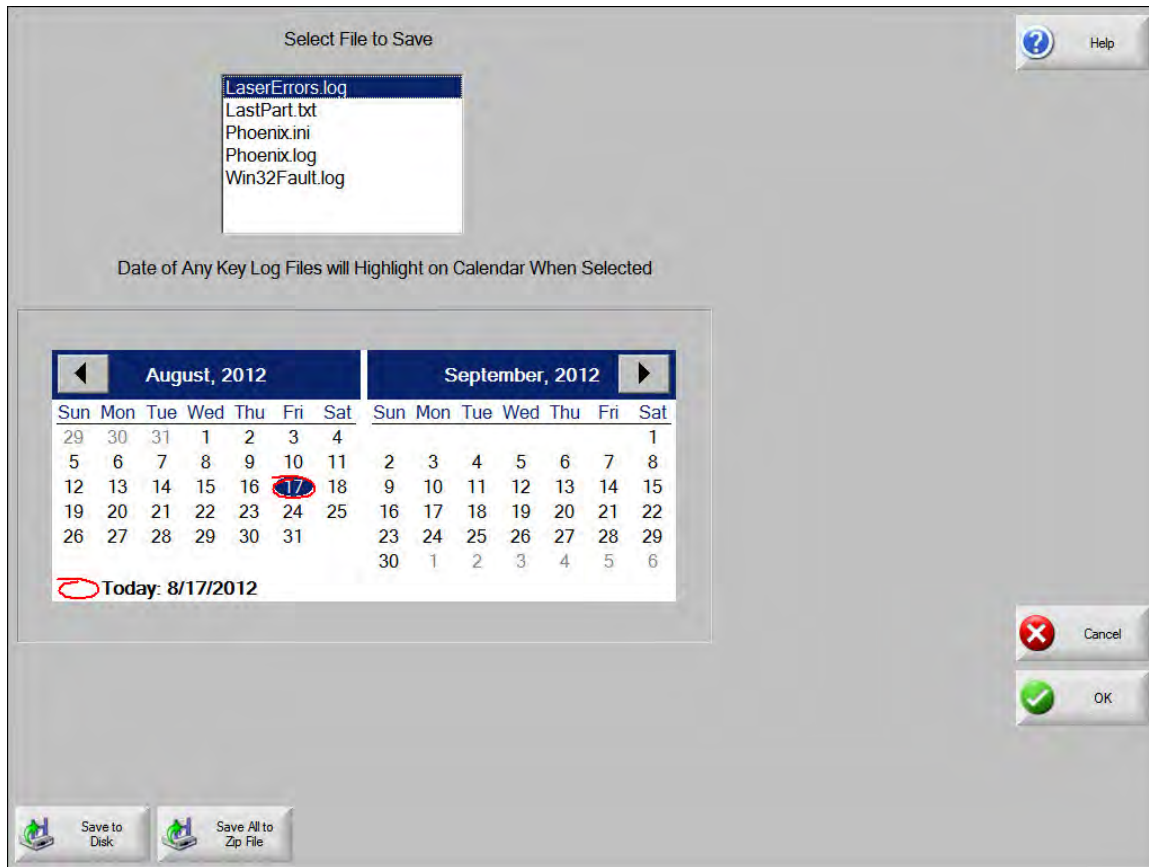 Select File to Save
Help
LaserErrors.log
LastPart.txt
Phoenix.ini
Phoenix.log
Win32Fault.log
Date of Any Key Log Files will Highlight on Calendar When Selected
August, 2012
Sun Mon Tue Wed Thu Fri Sat
29 30 31 1 2 3 4
5 6 7 8 9 10 11
12 13 14 15 16 17 18
19 20 21 22 23 24 25
26 27 28 29 30 31
September, 2012
Sun Mon Tue Wed Thu Fri Sat
1
2 3 4 5 6 7 8
9 10 11 12 13 14 15
16 17 18 19 20 21 22
23 24 25 26 27 28 29
30 1 2 3 4 5 6
Today: 8/17/2012
Cancel
OK
Save to
Disk
Save All to
Zip File